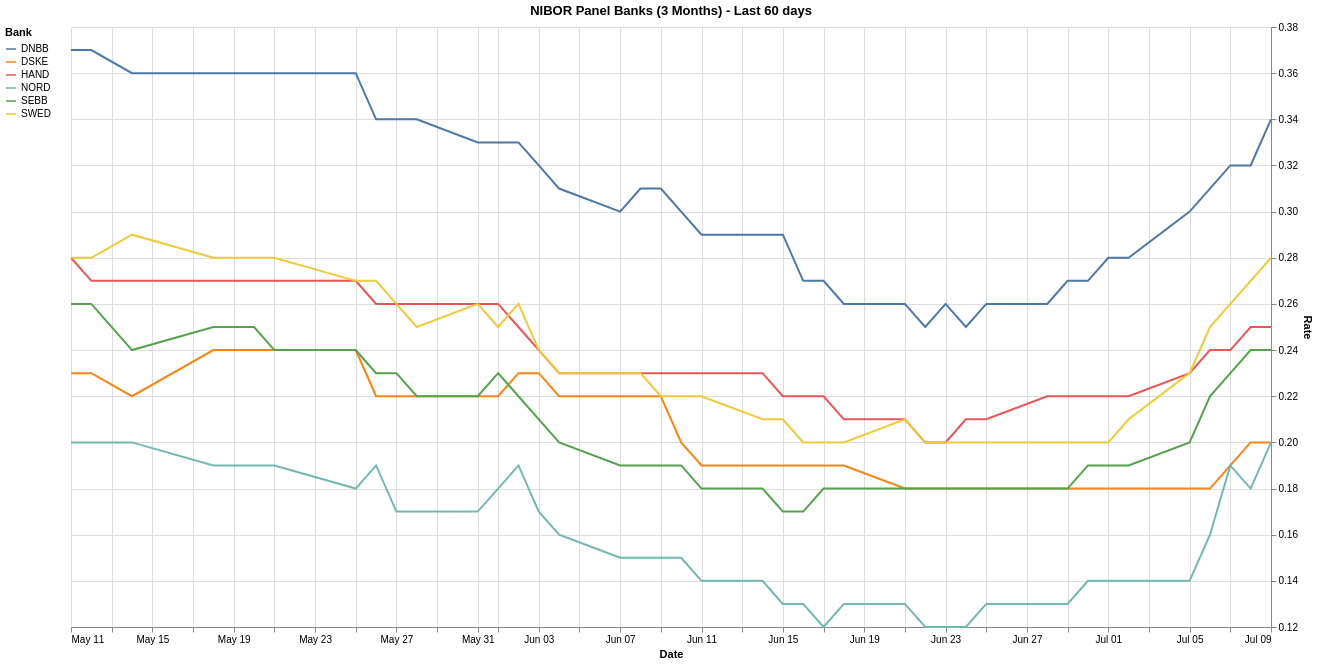 NIBOR Panel Banks (3 Months) - Last 60 days
Bank
DNBB
DSKE
HAND
NORD
SEBB
SWED
0.38
0.36
0.34
0.32
0.30
0.28
0.26
0.24
0.22
0.20
0.18
0.16
0.14
0.12
Rate
May 11 May 15 May 19 May 23 May 27 May 31 Jun 03 Jun 07 Jun 11 Jun 15 Jun 19 Jun 23 Jun 27 Jul 01 Jul 05 Jul 09
Date